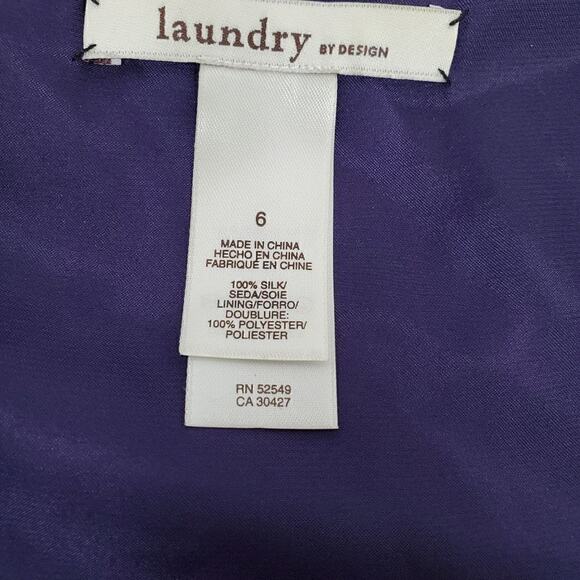 laundry BY DESIGN
6
MADE IN CHINA
HECHO EN CHINA
FABRIQUÉ EN CHINE
100% SILK/
SEDA/SOIE
LINING/FORRO/
DOUBLURE:
100% POLYESTER/
POLIESTER
RN 52549
CA 30427